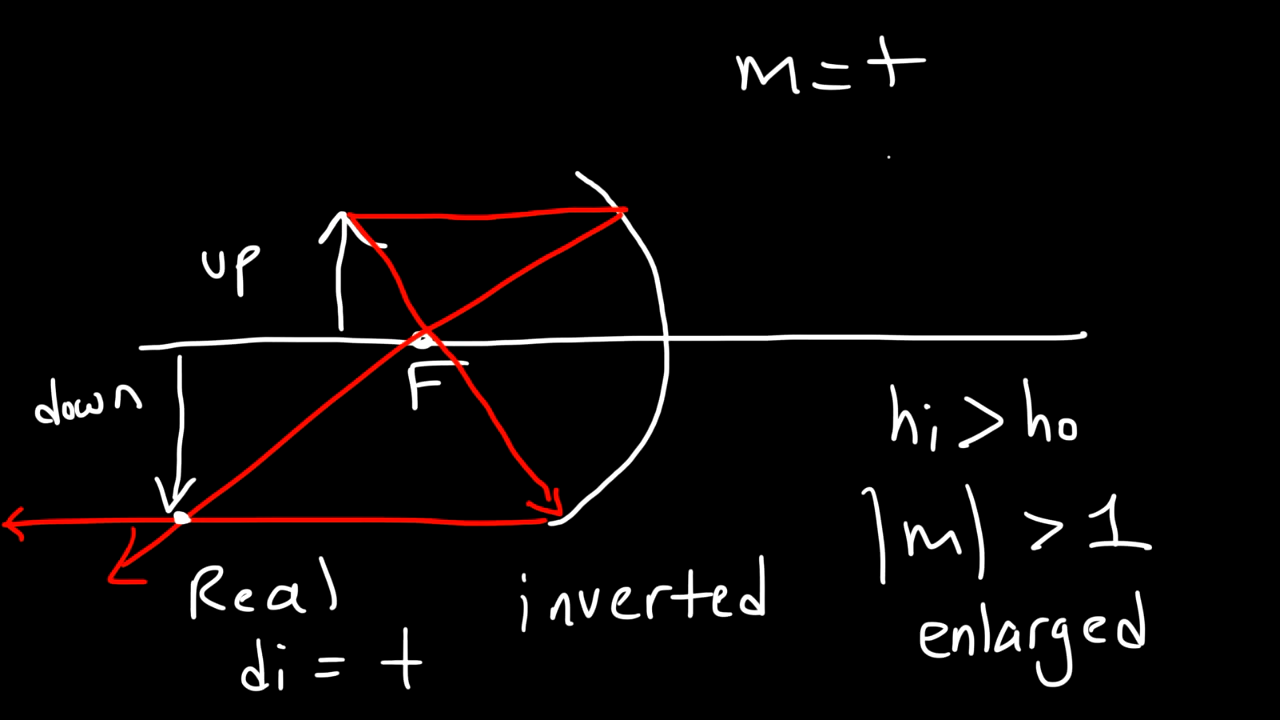 m = +
up
F
down
hi > ho
|m| > 1
Real
inverted
enlarged
di = +